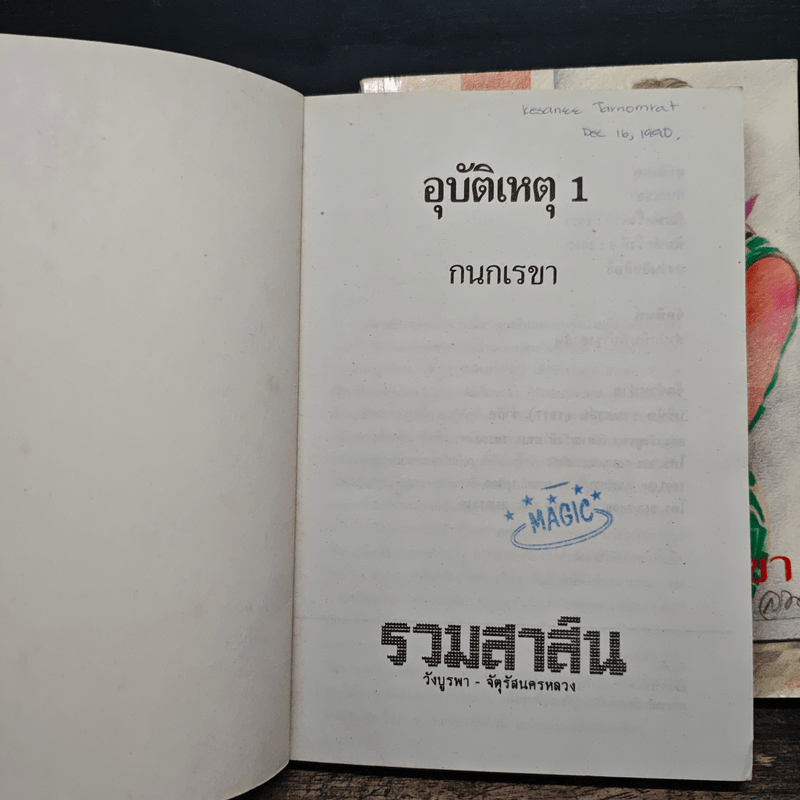 Kesanee Tarnomrat
Dec 16, 1990.
อุบัติเหตุ 1
กนกเรขา
MAGIC
รวมสาส์น
วังบูรพา - จัตุรัสนครหลวง
ขา